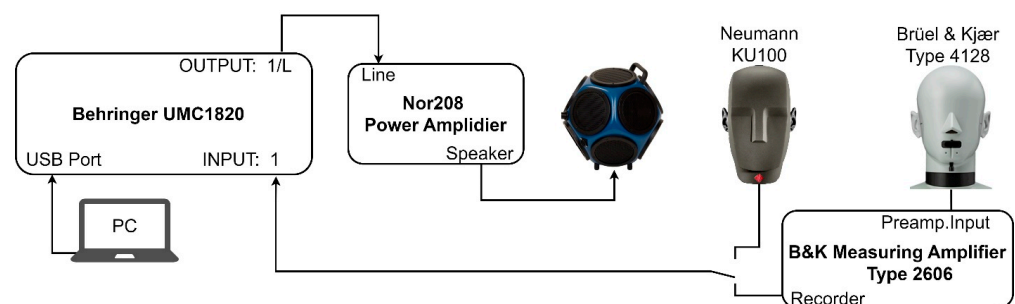 OUTPUT: 1/L
Behringer UMC1820
USB Port
INPUT: 1
PC
Line
Nor208
Power Amplidier
Speaker
Neumann
KU100
Brüel & Kjær
Type 4128
Preamp.Input
B&K Measuring Amplifier
Type 2606
Recorder